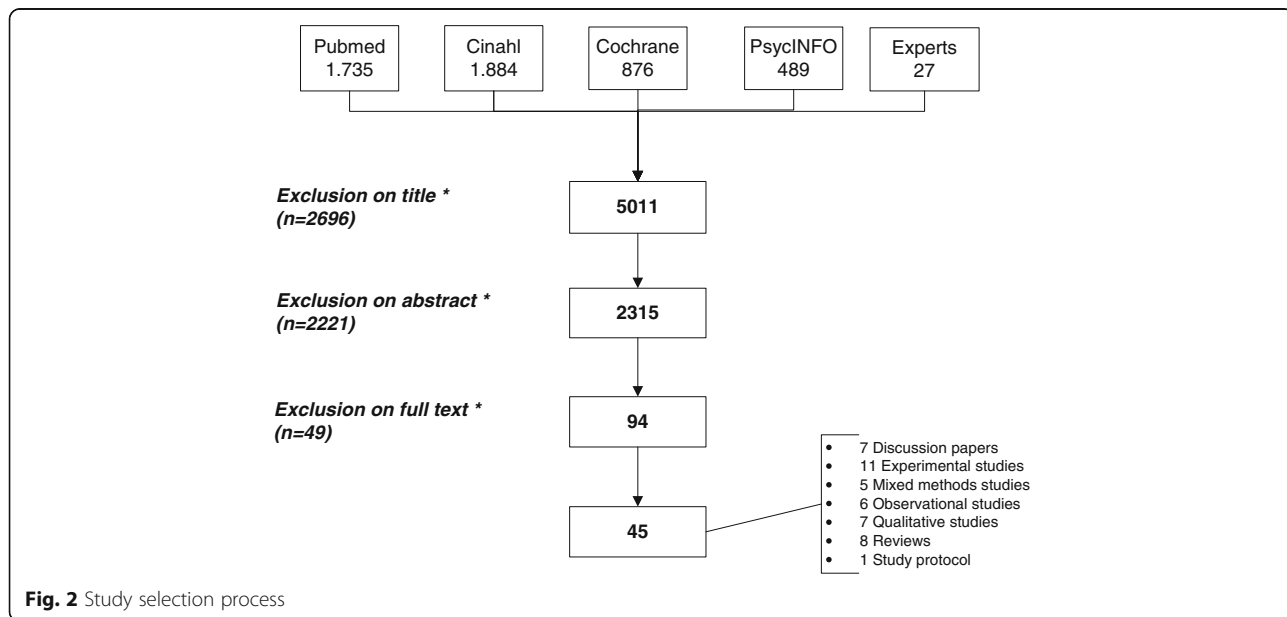 Pubmed
1.735
Cinahl
1.884
Cochrane
876
PsycINFO
489
Experts
27
Exclusion on title *
(n=2696)
5011
Exclusion on abstract *
(n=2221)
2315
Exclusion on full text *
(n=49)
94
45
• 7 Discussion papers
• 11 Experimental studies
• 5 Mixed methods studies
• 6 Observational studies
• 7 Qualitative studies
• 8 Reviews
• 1 Study protocol
Fig. 2 Study selection process